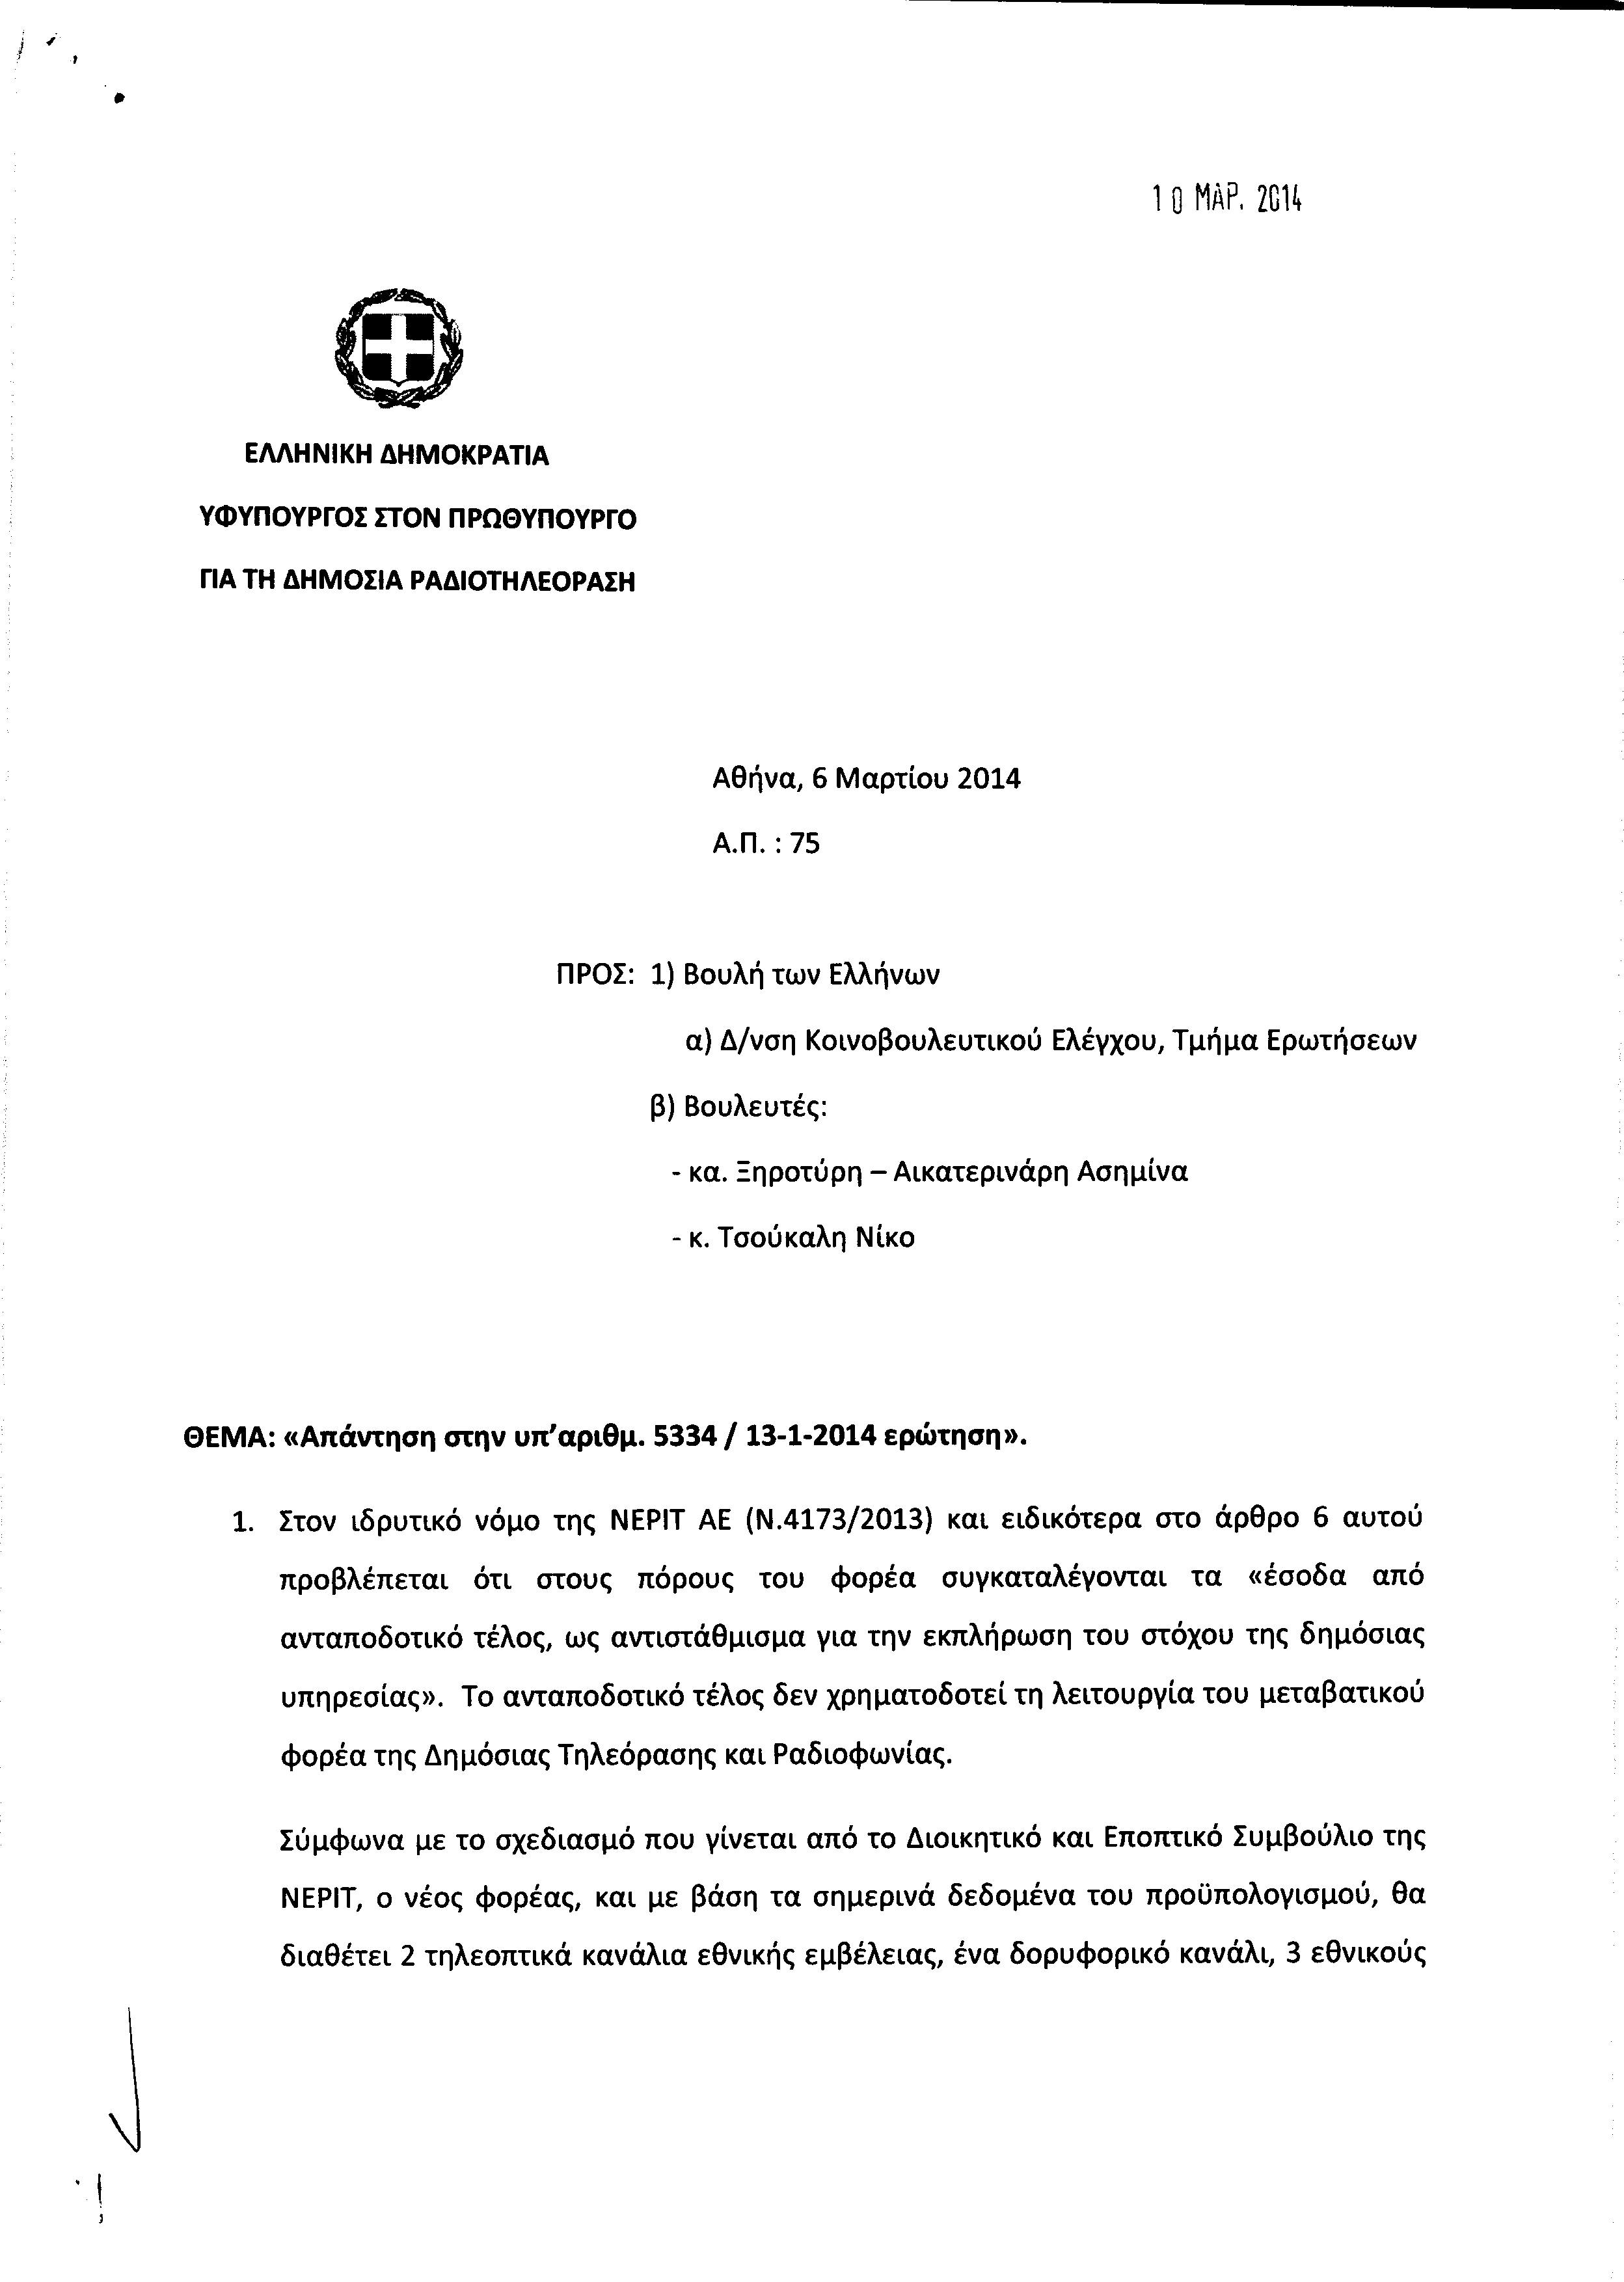 10 ΜΑΡ. 2014
ΕΛΛΗΝΙΚΗ ΔΗΜΟΚΡΑΤΙΑ
ΥΦΥΠΟΥΡΓΟΣ ΣΤΟΝ ΠΡΩΘΥΠΟΥΡΓΟ
ΓΙΑ ΤΗ ΔΗΜΟΣΙΑ ΡΑΔΙΟΤΗΛΕΟΡΑΣΗ
Αθήνα, 6 Μαρτίου 2014
Α.Π. : 75
ΠΡΟΣ: 1) Βουλή των Ελλήνων
α) Δ/νση Κοινοβουλευτικού Ελέγχου, Τμήμα Ερωτήσεων
β) Βουλευτές:
- κα. Ξηροτύρη – Αικατερινάρη Ασημίνα
- κ. Τσούκαλη Νίκο
ΘΕΜΑ: «Απάντηση στην υπ'αριθμ. 5334 / 13-1-2014 ερώτηση».
1. Στον ιδρυτικό νόμο της ΝΕΡΙΤ ΑΕ (Ν.4173/2013) και ειδικότερα στο άρθρο 6 αυτού
προβλέπεται ότι στους πόρους του φορέα συγκαταλέγονται τα «έσοδα από
ανταποδοτικό τέλος, ως αντιστάθμισμα για την εκπλήρωση του στόχου της δημόσιας
υπηρεσίας». Το ανταποδοτικό τέλος δεν χρηματοδοτεί τη λειτουργία του μεταβατικού
φορέα της Δημόσιας Τηλεόρασης και Ραδιοφωνίας.
Σύμφωνα με το σχεδιασμό που γίνεται από το Διοικητικό και Εποπτικό Συμβούλιο της
ΝΕΡΙΤ, ο νέος φορέας, και με βάση τα σημερινά δεδομένα του προϋπολογισμού, θα
διαθέτει 2 τηλεοπτικά κανάλια εθνικής εμβέλειας, ένα δορυφορικό κανάλι, 3 εθνικούς